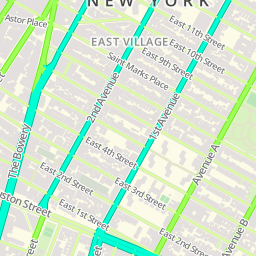 NEW YORK
Astor Place
East 11th Street
EAST VILLAGE
East 10th Street
East 9th Street
Saint Marks Place
2nd Avenue
1st Avenue
The Bowery
East 4th Street
Avenue A
East 2nd Street
East 3rd Street
uston Street
East 1st Street
East 2nd Street
Avenue B